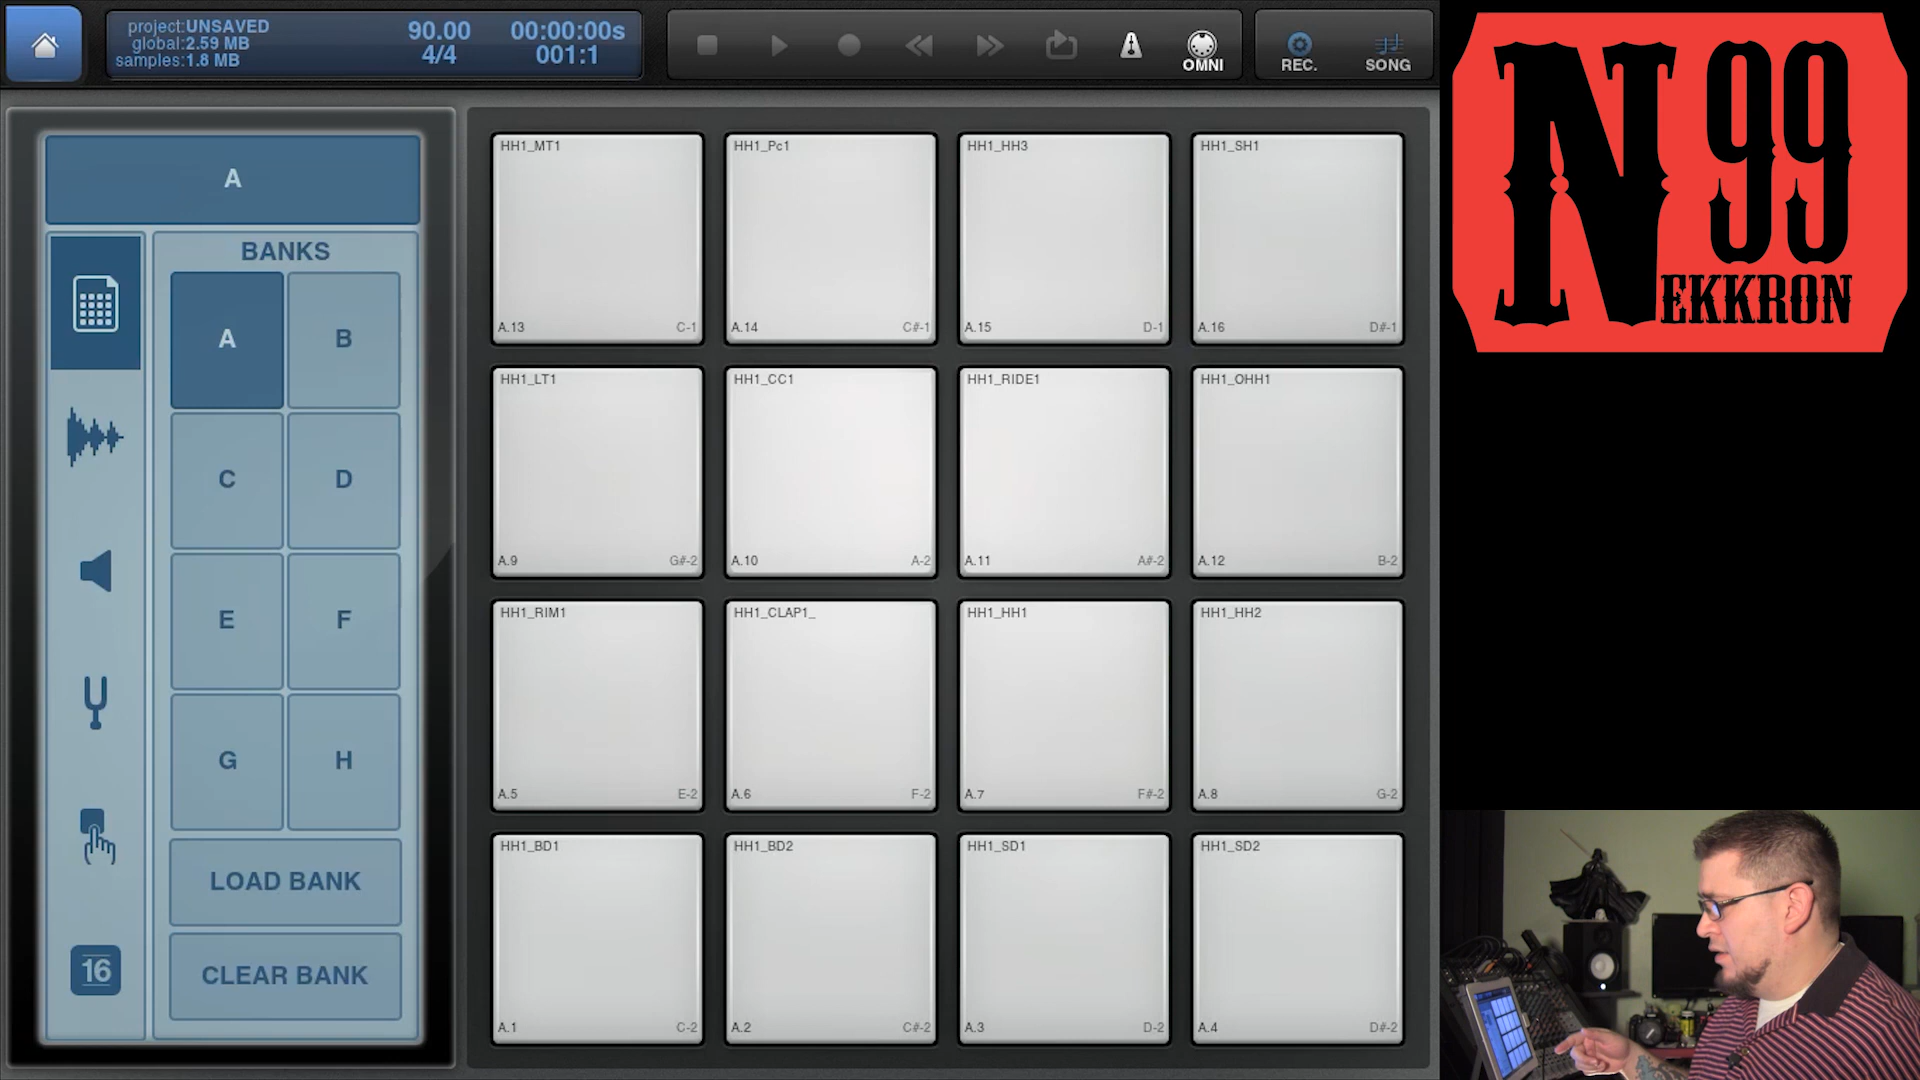 project:UNSAVED
global:2.59 MB
samples:1.8 MB
90.00
4/4
00:00:00s
001:1
OMNI
REC.
SONG
A
BANKS
A
B
C
D
E
F
G
H
LOAD BANK
CLEAR BANK
16
HH1_MT1
A.13
C-1
HH1_Pc1
A.14
C#-1
HH1_HH3
A.15
D-1
HH1_SH1
A.16
D#-1
HH1_LT1
A.9
G#-2
HH1_CC1
A.10
A-2
HH1_RIDE1
A.11
A#-2
HH1_OHH1
A.12
B-2
HH1_RIM1
A.5
E-2
HH1_CLAP1_
A.6
F-2
HH1_HH1
A.7
F#-2
HH1_HH2
A.8
G-2
HH1_BD1
A.1
C-2
HH1_BD2
A.2
C#-2
HH1_SD1
A.3
D-2
HH1_SD2
A.4
D#-2
N99
NEKKRON